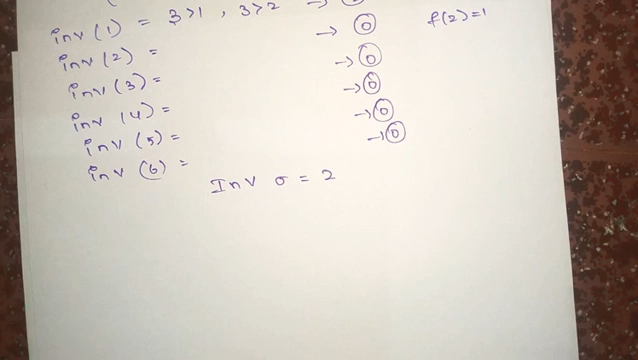 inv (1) = 3>1 , 3>2 →
inv (2) = → 0 f(2)=1
inv (3) = → 0
inv (4) = → 0
inv (5) = → 0
inv (6) = → 0
Inv σ = 2